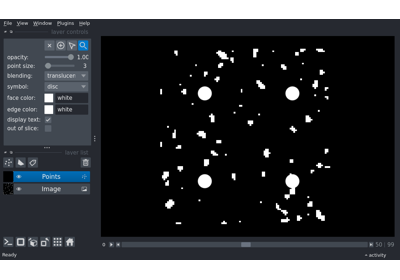 File View Window Plugins Help
layer controls
opacity: 1.00
point size: 3
blending: translucen
symbol: disc
face color: white
edge color: white
display text:
out of slice:
layer list
Points
Image
50 99
Ready
activity